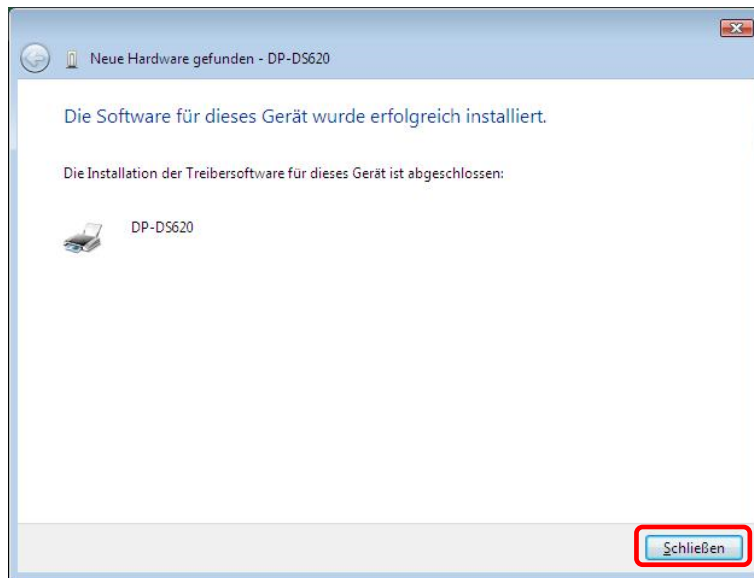 Neue Hardware gefunden - DP-DS620
Die Software für dieses Gerät wurde erfolgreich installiert.
Die Installation der Treibersoftware für dieses Gerät ist abgeschlossen:
DP-DS620
Schließen